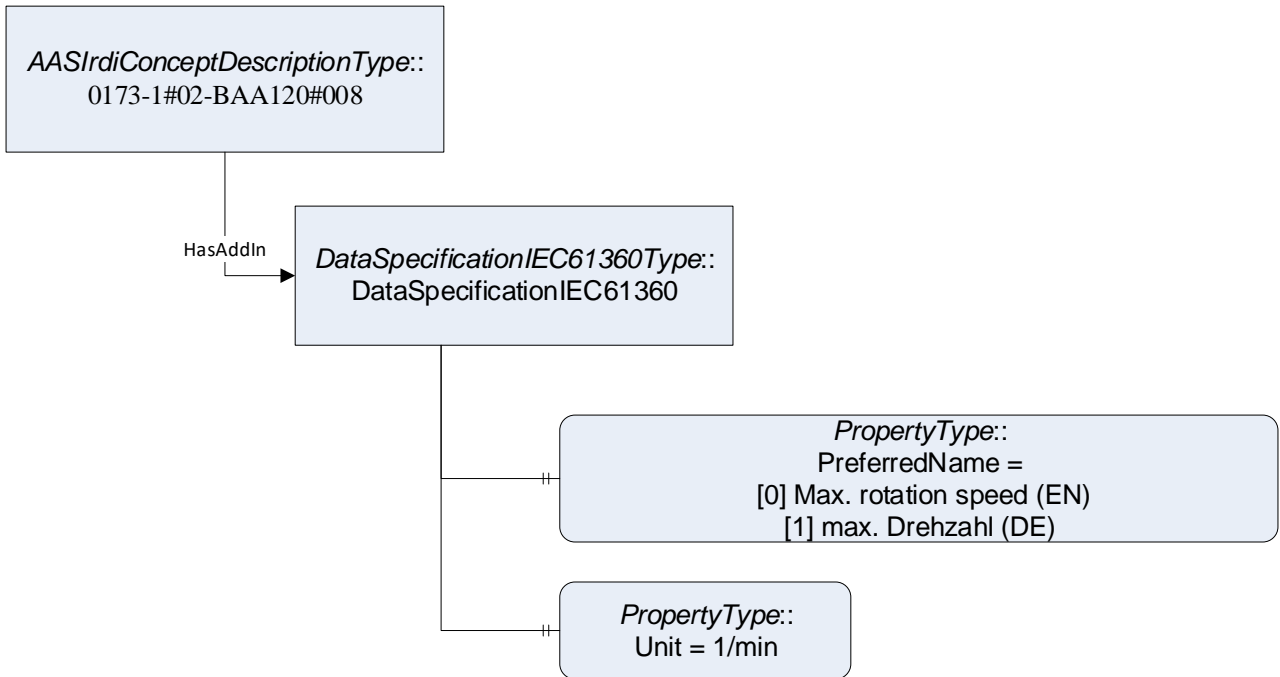 AASIrdiConceptDescriptionType::
0173-1#02-BAA120#008
HasAddIn
DataSpecificationIEC61360Type::
DataSpecificationIEC61360
PropertyType::
PreferredName =
[0] Max. rotation speed (EN)
[1] max. Drehzahl (DE)
PropertyType::
Unit = 1/min